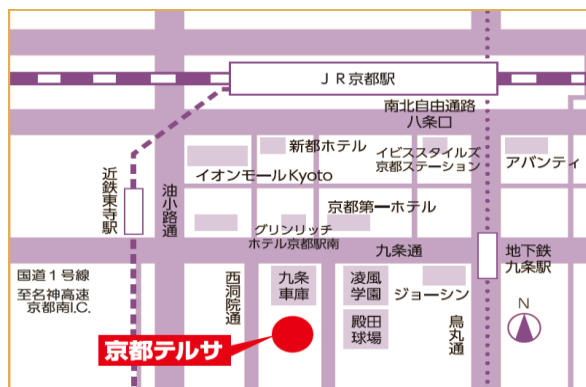 JR京都駅
南北自由通路
八条口
新都ホテル
イビススタイルズ
京都ステーション
アバンティ
イオンモールKyoto
近鉄東寺駅
油小路通
京都第一ホテル
グリンリッチ
ホテル京都駅南
九条通
地下鉄
九条駅
国道1号線
至名神高速
京都南I.C.
西洞院通
九条
車庫
凌風
学園
ジョーシン
殿田
球場
烏丸通
N
京都テルサ